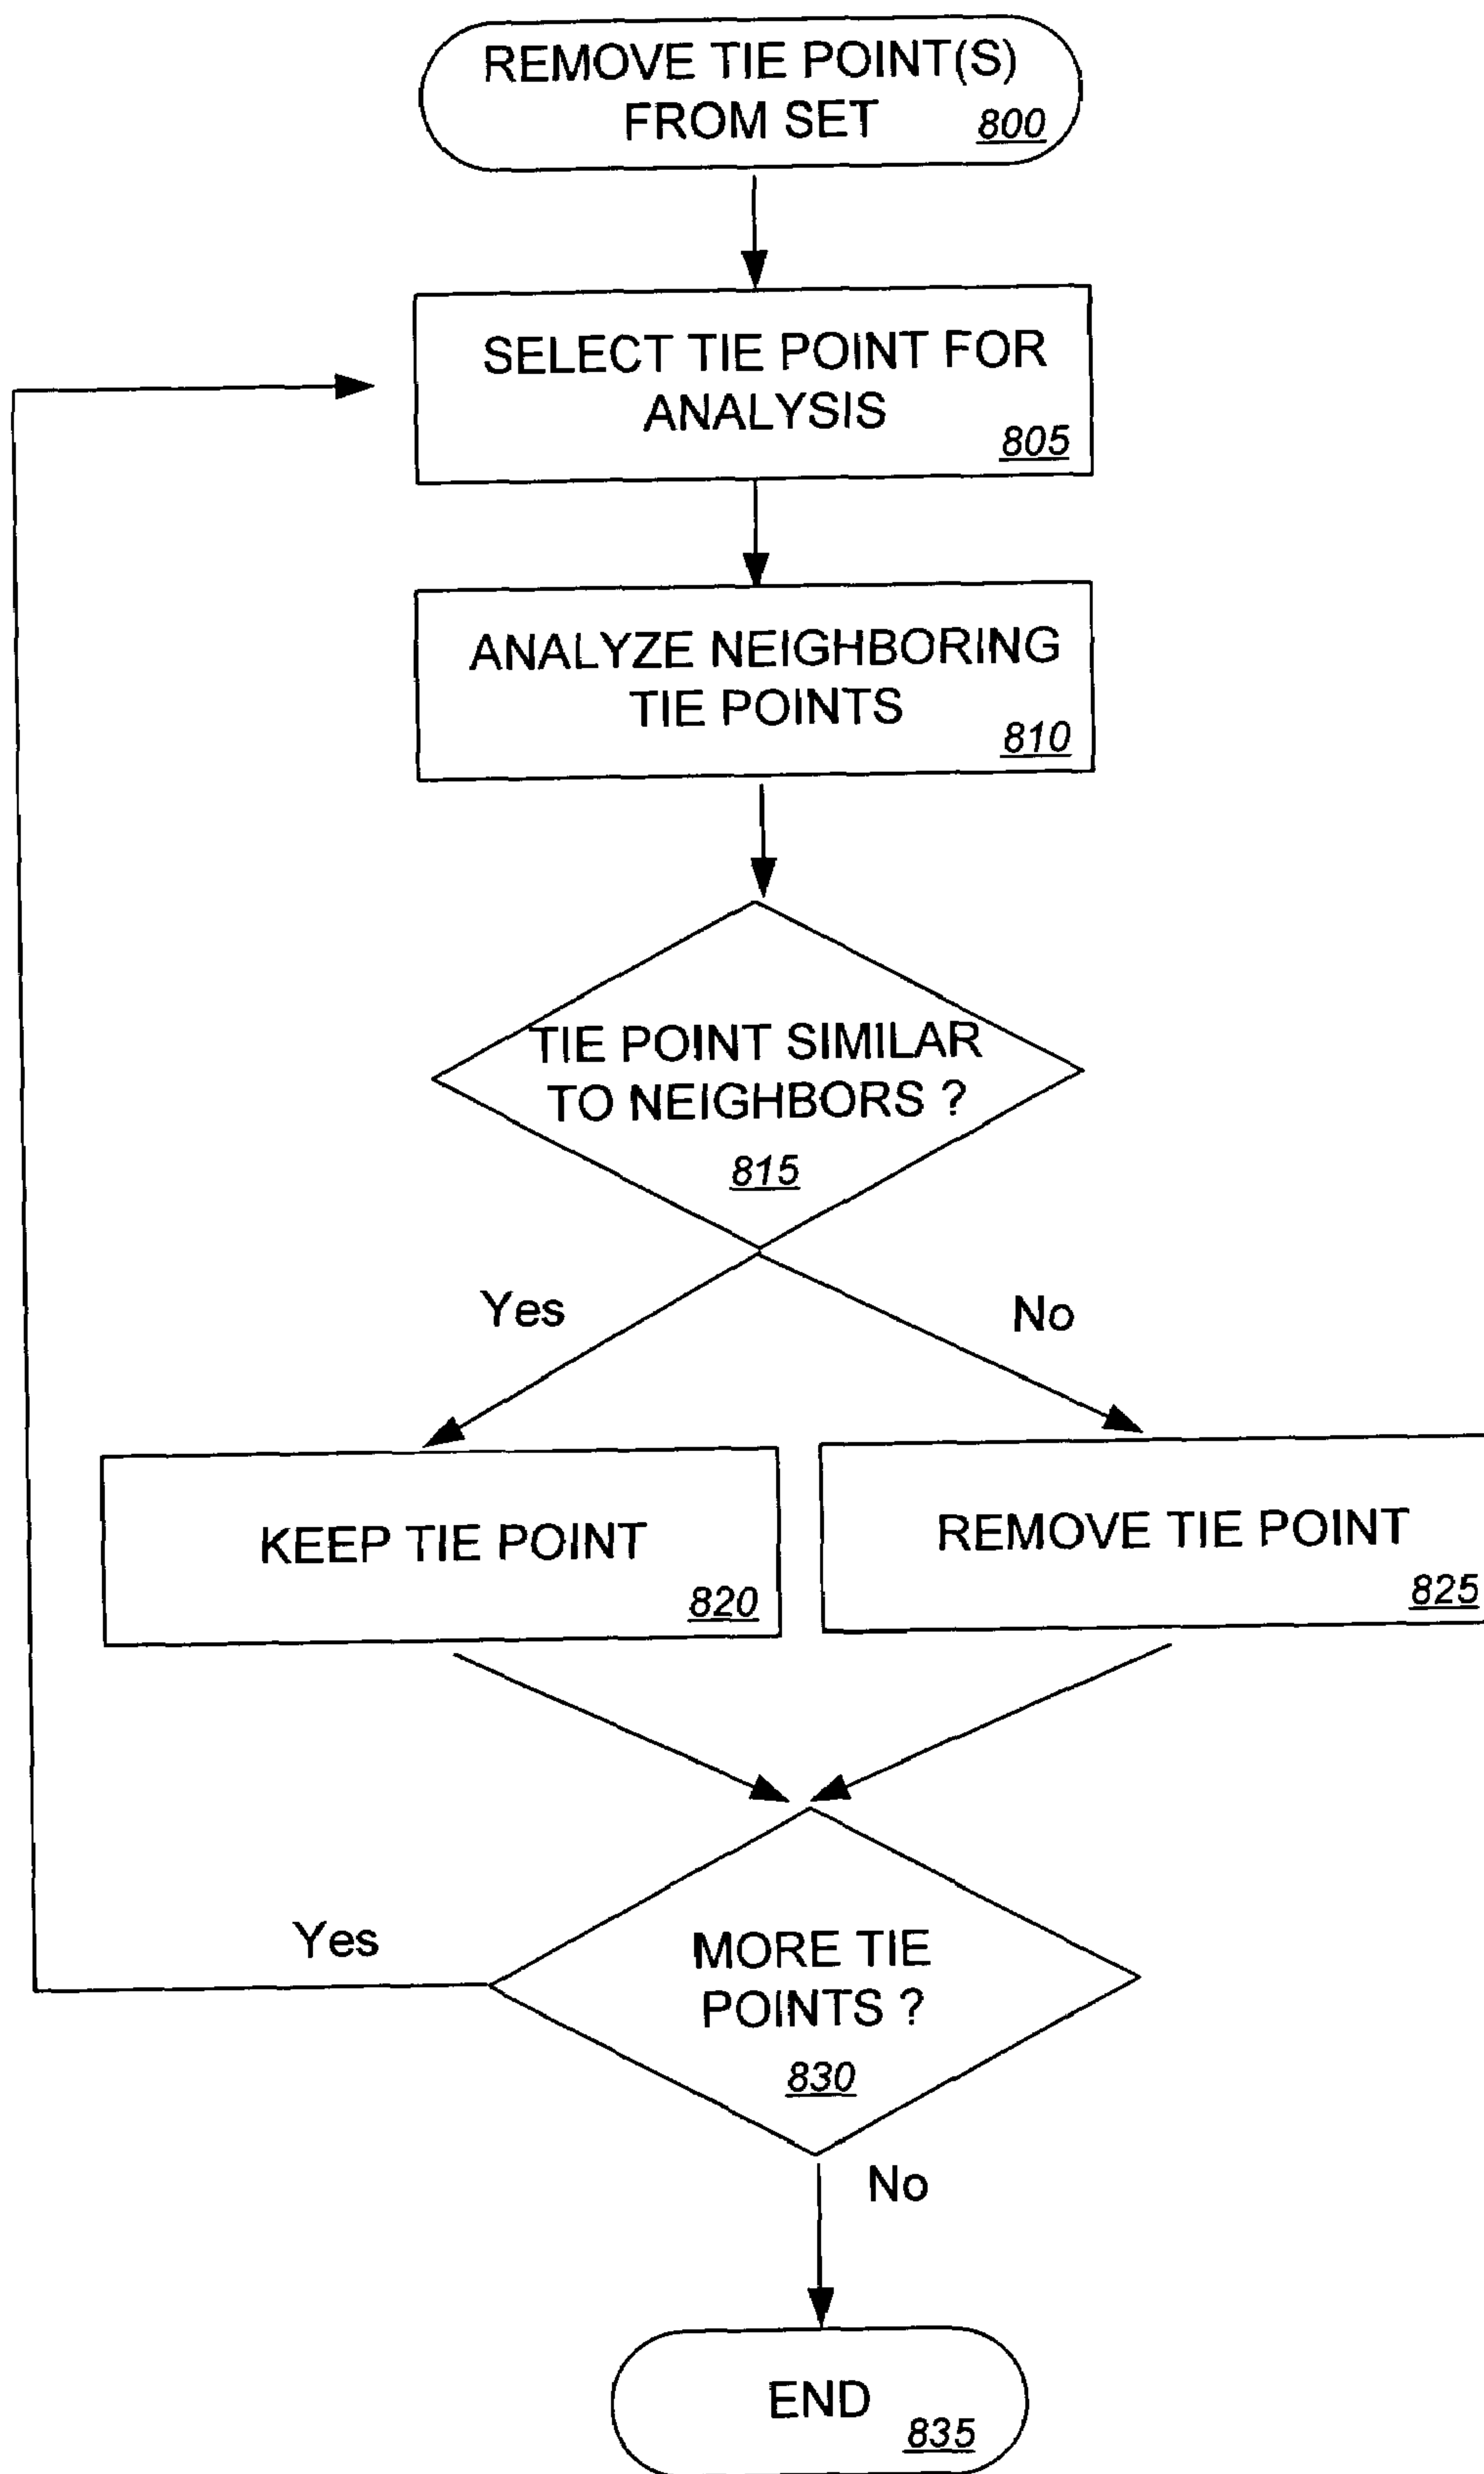 REMOVE TIE POINT(S)
FROM SET
800
SELECT TIE POINT FOR
ANALYSIS
805
ANALYZE NEIGHBORING
TIE POINTS
810
TIE POINT SIMILAR
TO NEIGHBORS ?
815
Yes
No
KEEP TIE POINT
820
REMOVE TIE POINT
825
Yes
MORE TIE
POINTS ?
830
No
END
835